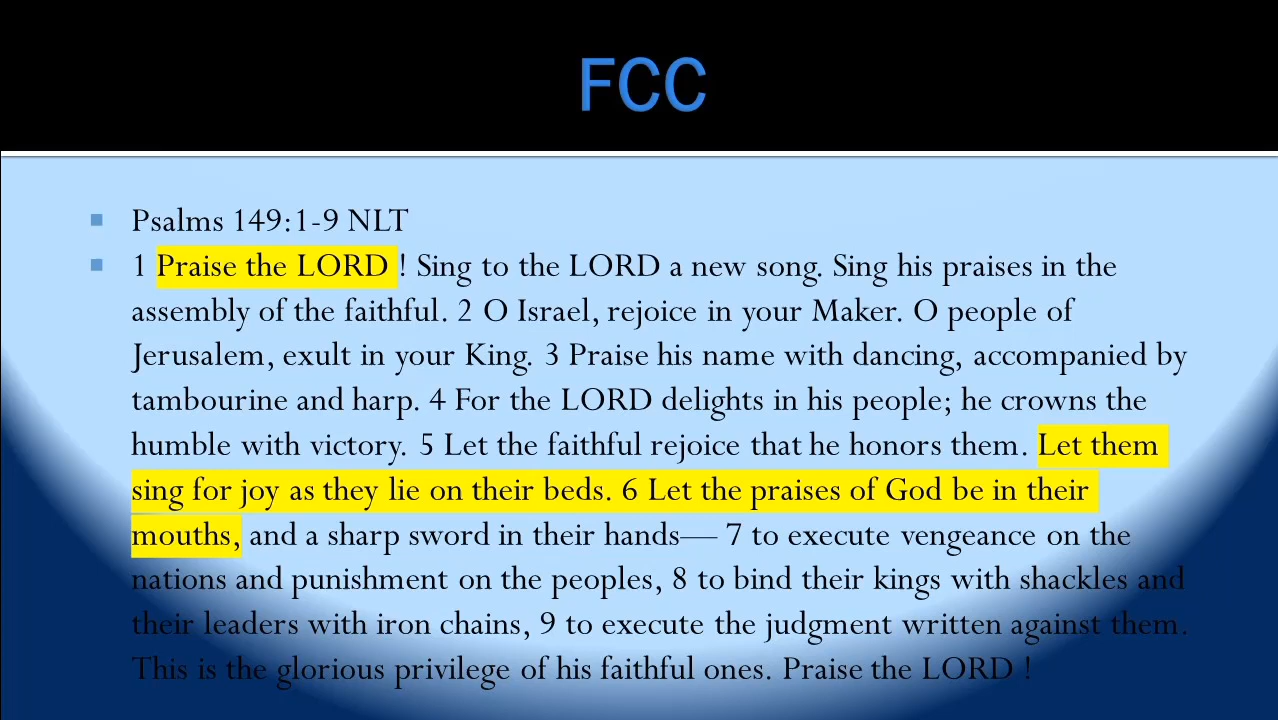 FCC
Psalms 149:1-9 NLT
1 Praise the LORD ! Sing to the LORD a new song. Sing his praises in the
assembly of the faithful. 2 O Israel, rejoice in your Maker. O people of
Jerusalem, exult in your King. 3 Praise his name with dancing, accompanied by
tambourine and harp. 4 For the LORD delights in his people; he crowns the
humble with victory. 5 Let the faithful rejoice that he honors them. Let them
sing for joy as they lie on their beds. 6 Let the praises of God be in their
mouths, and a sharp sword in their hands— 7 to execute vengeance on the
nations and punishment on the peoples, 8 to bind their kings with shackles and
their leaders with iron chains, 9 to execute the judgment written against them.
This is the glorious privilege of his faithful ones. Praise the LORD !